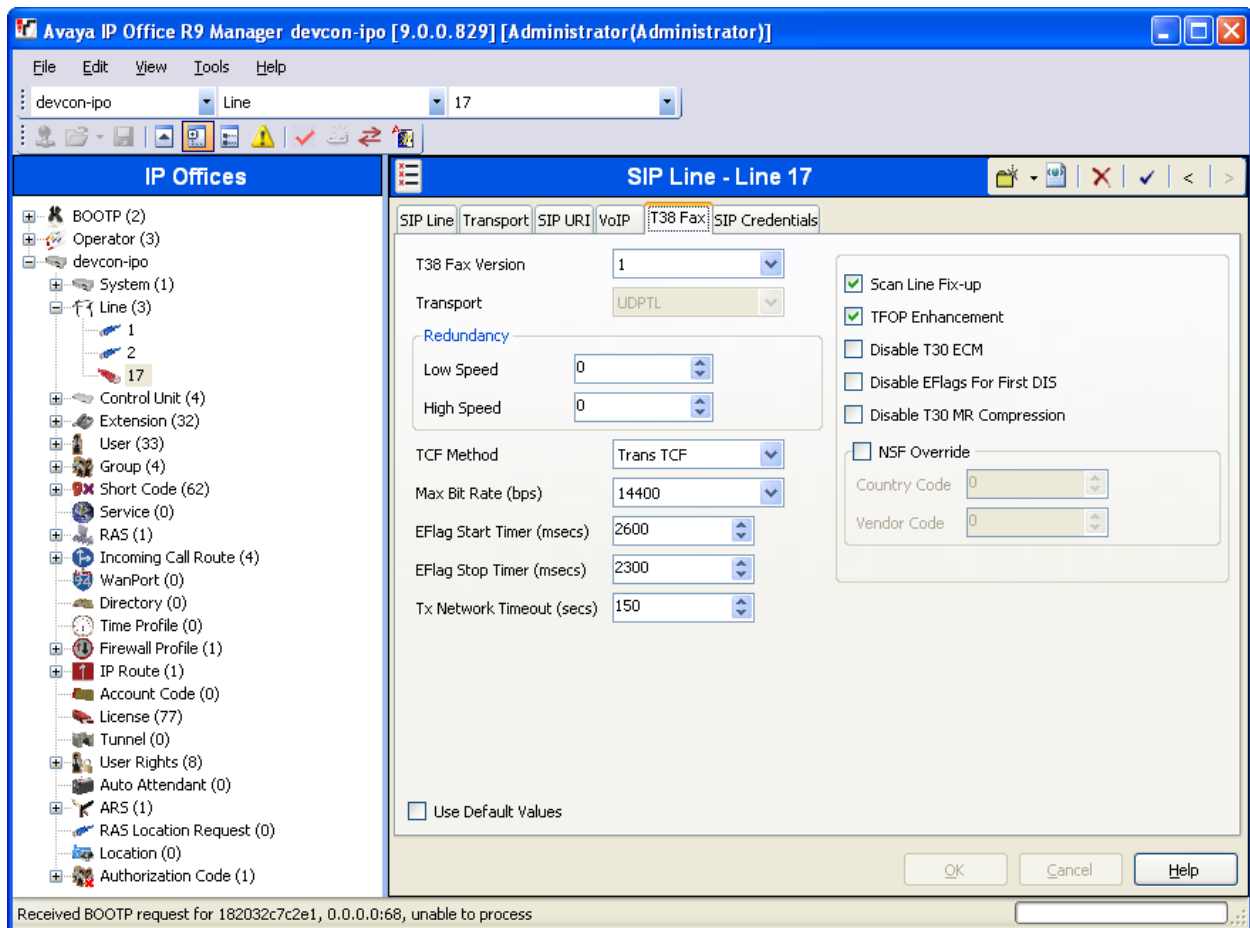 Avaya IP Office R9 Manager devcon-ipo [9.0.0.829] [Administrator(Administrator)]
File Edit View Tools Help
devcon-ipo Line 17
IP Offices
BOOTP (2)
Operator (3)
devcon-ipo
System (1)
Line (3)
1
2
17
Control Unit (4)
Extension (32)
User (33)
Group (4)
Short Code (62)
Service (0)
RAS (1)
Incoming Call Route (4)
WanPort (0)
Directory (0)
Time Profile (0)
Firewall Profile (1)
IP Route (1)
Account Code (0)
License (77)
Tunnel (0)
User Rights (8)
Auto Attendant (0)
ARS (1)
RAS Location Request (0)
Location (0)
Authorization Code (1)
SIP Line - Line 17
SIP Line Transport SIP URI VoIP T38 Fax SIP Credentials
T38 Fax Version 1
Transport UDPTL
Redundancy
Low Speed 0
High Speed 0
TCF Method Trans TCF
Max Bit Rate (bps) 14400
EFlag Start Timer (msecs) 2600
EFlag Stop Timer (msecs) 2300
Tx Network Timeout (secs) 150
Scan Line Fix-up
TFOP Enhancement
Disable T30 ECM
Disable EFlags For First DIS
Disable T30 MR Compression
NSF Override
Country Code 0
Vendor Code 0
Use Default Values
OK Cancel Help
Received BOOTP request for 182032c7c2e1, 0.0.0.0:68, unable to process